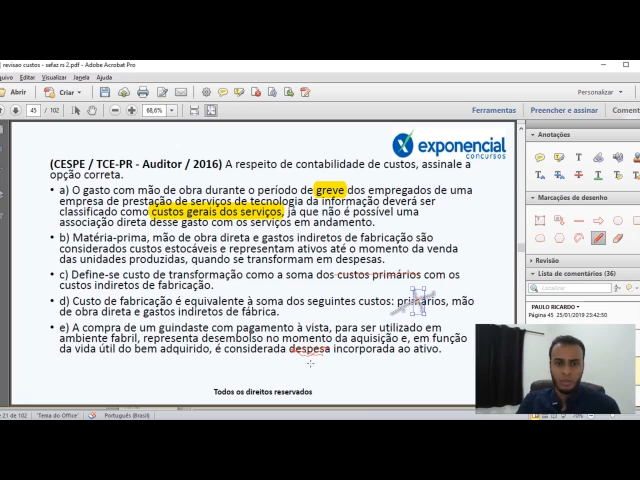 revisao custos - sefaz rs 2.pdf - Adobe Acrobat Pro
Editar Visualizar Janela Ajuda
Abrir Criar Personalizar
45 / 102 68,6% Ferramentas Preencher e assinar Comentário
exponencial
concursos
(CESPE / TCE-PR - Auditor / 2016) A respeito de contabilidade de custos, assinale a
opção correta.
• a) O gasto com mão de obra durante o período de greve dos empregados de uma
empresa de prestação de serviços de tecnologia da informação deverá ser
classificado como custos gerais dos serviços, já que não é possível uma
associação direta desse gasto com os serviços em andamento.
• b) Matéria-prima, mão de obra direta e gastos indiretos de fabricação são
considerados custos estocáveis e representam ativos até o momento da venda
das unidades produzidas, quando se transformam em despesas.
• c) Define-se custo de transformação como a soma dos custos primários com os
custos indiretos de fabricação.
• d) Custo de fabricação é equivalente à soma dos seguintes custos: primários, mão
de obra direta e gastos indiretos de fábrica.
• e) A compra de um guindaste com pagamento à vista, para ser utilizado em
ambiente fabril, representa desembolso no momento da aquisição e, em função
da vida útil do bem adquirido, é considerada despesa incorporada ao ativo.
Todos os direitos reservados
Anotações
Marcações de desenho
Revisão
Lista de comentários (36)
PAULO RICARDO
Página 45 25/01/2019 23:42:50
21 de 102 'Tema do Office' Português (Brasil)